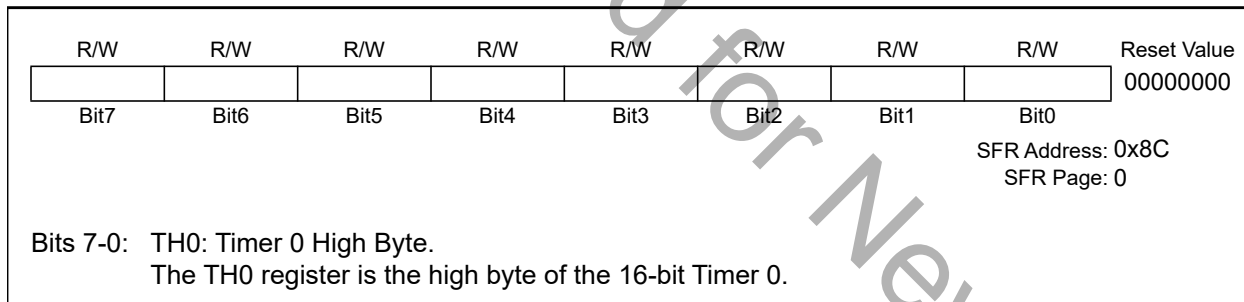 R/W R/W R/W R/W R/W R/W R/W R/W Reset Value
00000000
Bit7 Bit6 Bit5 Bit4 Bit3 Bit2 Bit1 Bit0
SFR Address: 0x8C
SFR Page: 0
Bits 7-0: TH0: Timer 0 High Byte.
The TH0 register is the high byte of the 16-bit Timer 0.
for